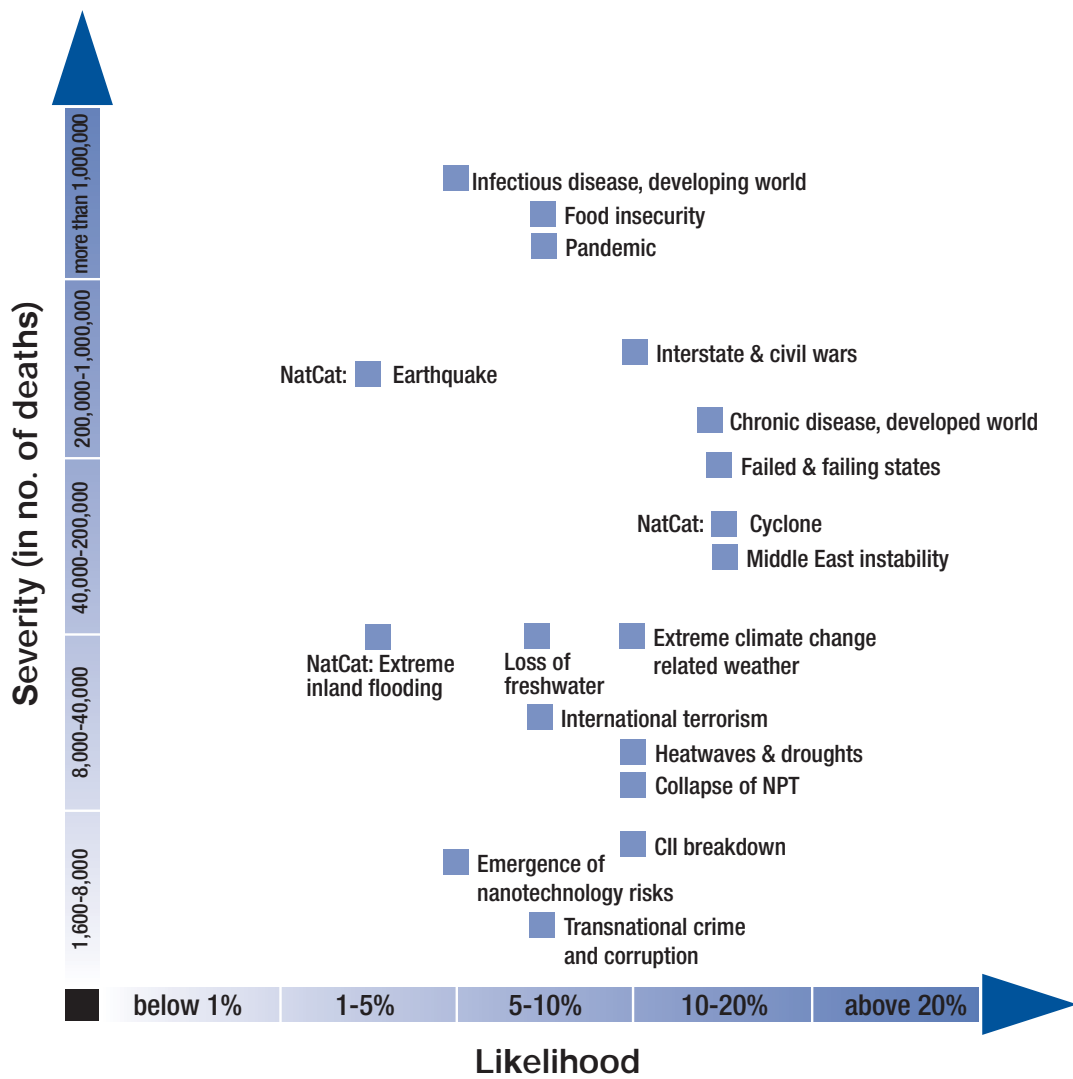 Severity (in no. of deaths)
more than 1,000,000
200,000-1,000,000
40,000-200,000
8,000-40,000
1,600-8,000
Infectious disease, developing world
Food insecurity
Pandemic
Interstate & civil wars
NatCat: Earthquake
Chronic disease, developed world
Failed & failing states
NatCat: Cyclone
Middle East instability
NatCat: Extreme
inland flooding
Loss of
freshwater
Extreme climate change
related weather
International terrorism
Heatwaves & droughts
Collapse of NPT
CII breakdown
Emergence of
nanotechnology risks
Transnational crime
and corruption
below 1%
1-5%
5-10%
10-20%
above 20%
Likelihood